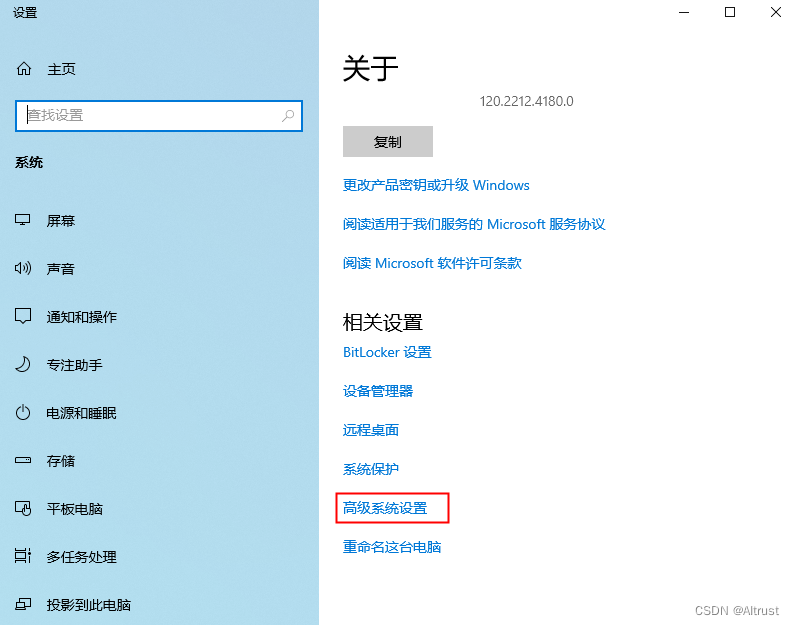 设置
主页
查找设置
系统
屏幕
声音
通知和操作
专注助手
电源和睡眠
存储
平板电脑
多任务处理
投影到此电脑
关于
120.2212.4180.0
复制
更改产品密钥或升级 Windows
阅读适用于我们服务的 Microsoft 服务协议
阅读 Microsoft 软件许可条款
相关设置
BitLocker 设置
设备管理器
远程桌面
系统保护
高级系统设置
重命名这台电脑
CSDN @Altrust